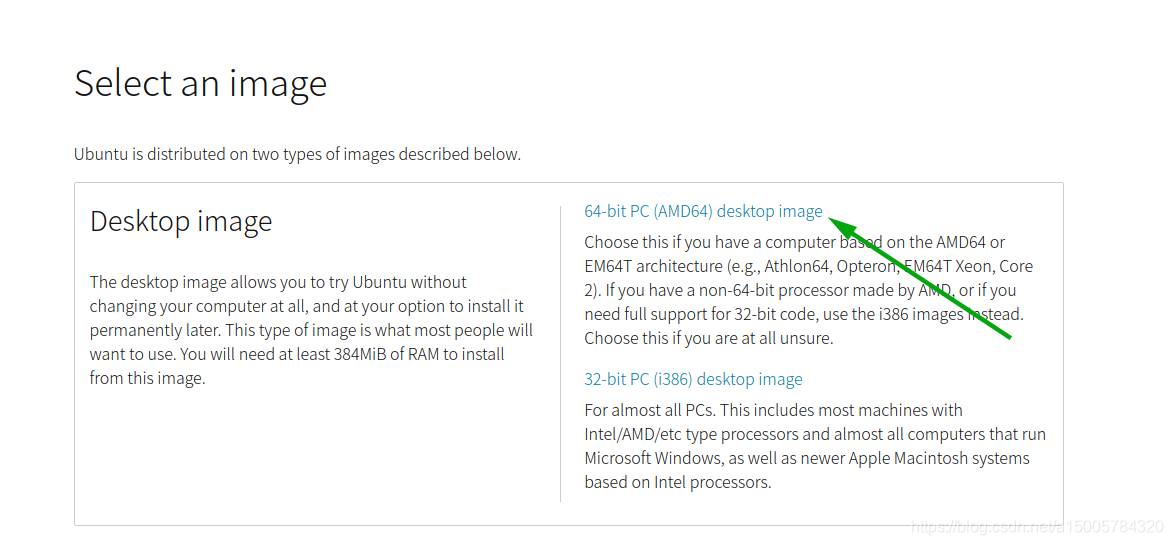 Select an image
Ubuntu is distributed on two types of images described below.
Desktop image
The desktop image allows you to try Ubuntu without
changing your computer at all, and at your option to install it
permanently later. This type of image is what most people will
want to use. You will need at least 384MiB of RAM to install
from this image.
64-bit PC (AMD64) desktop image
Choose this if you have a computer based on the AMD64 or
EM64T architecture (e.g., Athlon64, Opteron, EM64T Xeon, Core
2). If you have a non-64-bit processor made by AMD, or if you
need full support for 32-bit code, use the i386 images instead.
Choose this if you are at all unsure.
32-bit PC (i386) desktop image
For almost all PCs. This includes most machines with
Intel/AMD/etc type processors and almost all computers that run
Microsoft Windows, as well as newer Apple Macintosh systems
based on Intel processors.
https://blog.csdn.net/a15005784320